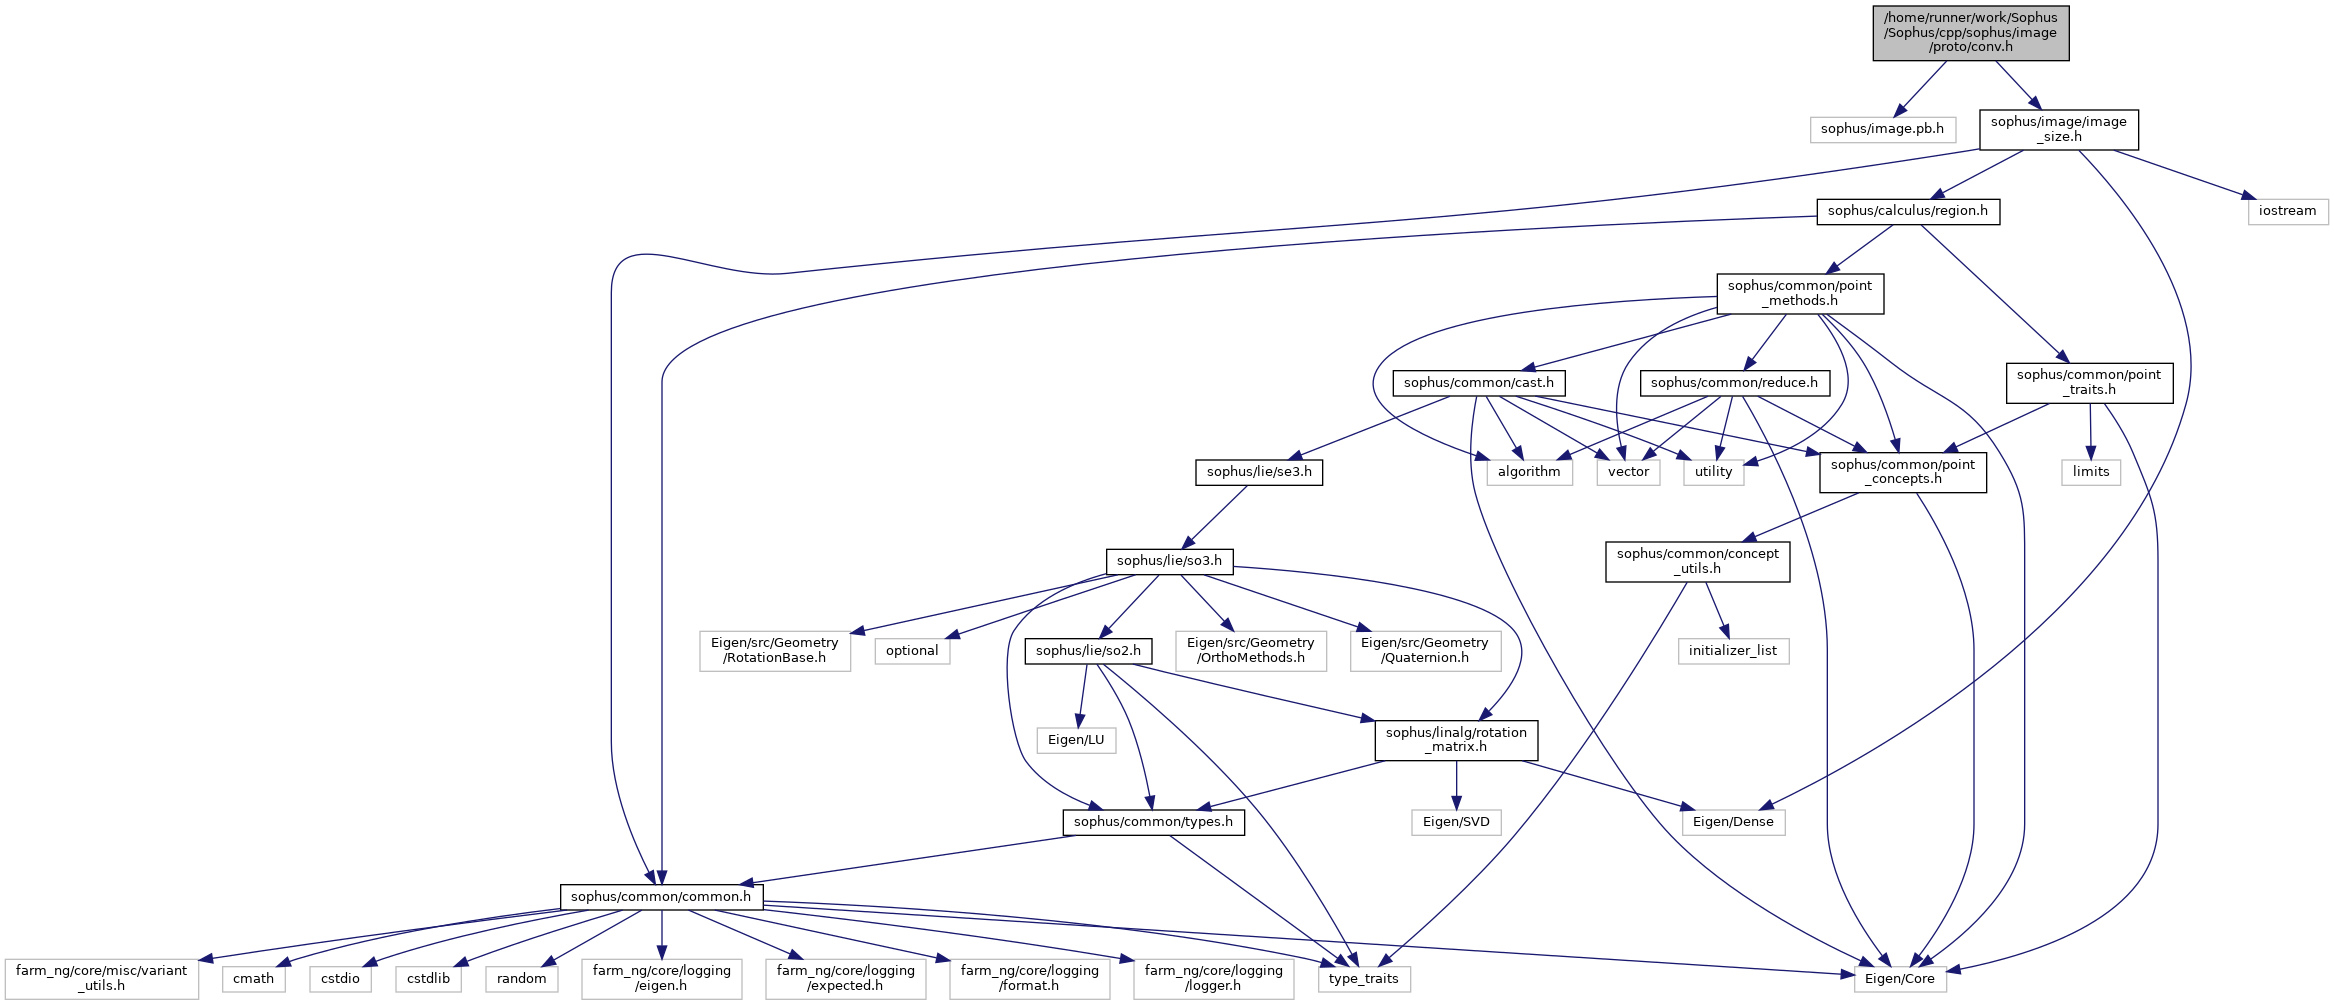 /home/runner/work/Sophus
/Sophus/cpp/sophus/image
/proto/conv.h
sophus/image.pb.h
sophus/image/image
_size.h
sophus/calculus/region.h
iostream
sophus/common/point
_methods.h
sophus/common/cast.h
sophus/common/reduce.h
sophus/common/point
_traits.h
sophus/lie/se3.h
algorithm
vector
utility
sophus/common/point
_concepts.h
limits
sophus/lie/so3.h
sophus/common/concept
_utils.h
Eigen/src/Geometry
/RotationBase.h
optional
sophus/lie/so2.h
Eigen/src/Geometry
/OrthoMethods.h
Eigen/src/Geometry
/Quaternion.h
initializer_list
Eigen/LU
sophus/linalg/rotation
_matrix.h
sophus/common/types.h
Eigen/SVD
Eigen/Dense
sophus/common/common.h
farm_ng/core/misc/variant
_utils.h
cmath
cstdio
cstdlib
random
farm_ng/core/logging
/eigen.h
farm_ng/core/logging
/expected.h
farm_ng/core/logging
/format.h
farm_ng/core/logging
/logger.h
type_traits
Eigen/Core